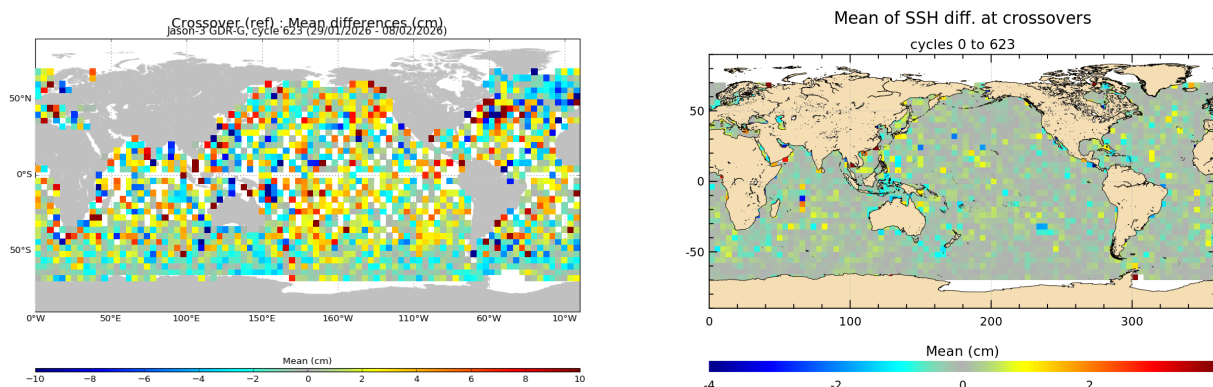 Crossover (ref) : Mean differences (cm)
Jason-3 GDR-G, cycle 623 (29/01/2026 - 08/02/2026)
50°N
0°S
50°S
0°W 50°E 100°E 150°E 160°W 110°W 60°W 10°W
Mean (cm)
−10 −8 −6 −4 −2 0 2 4 6 8 10
Mean of SSH diff. at crossovers
cycles 0 to 623
50
0
-50
0 100 200 300
Mean (cm)
-4 -2 0 2